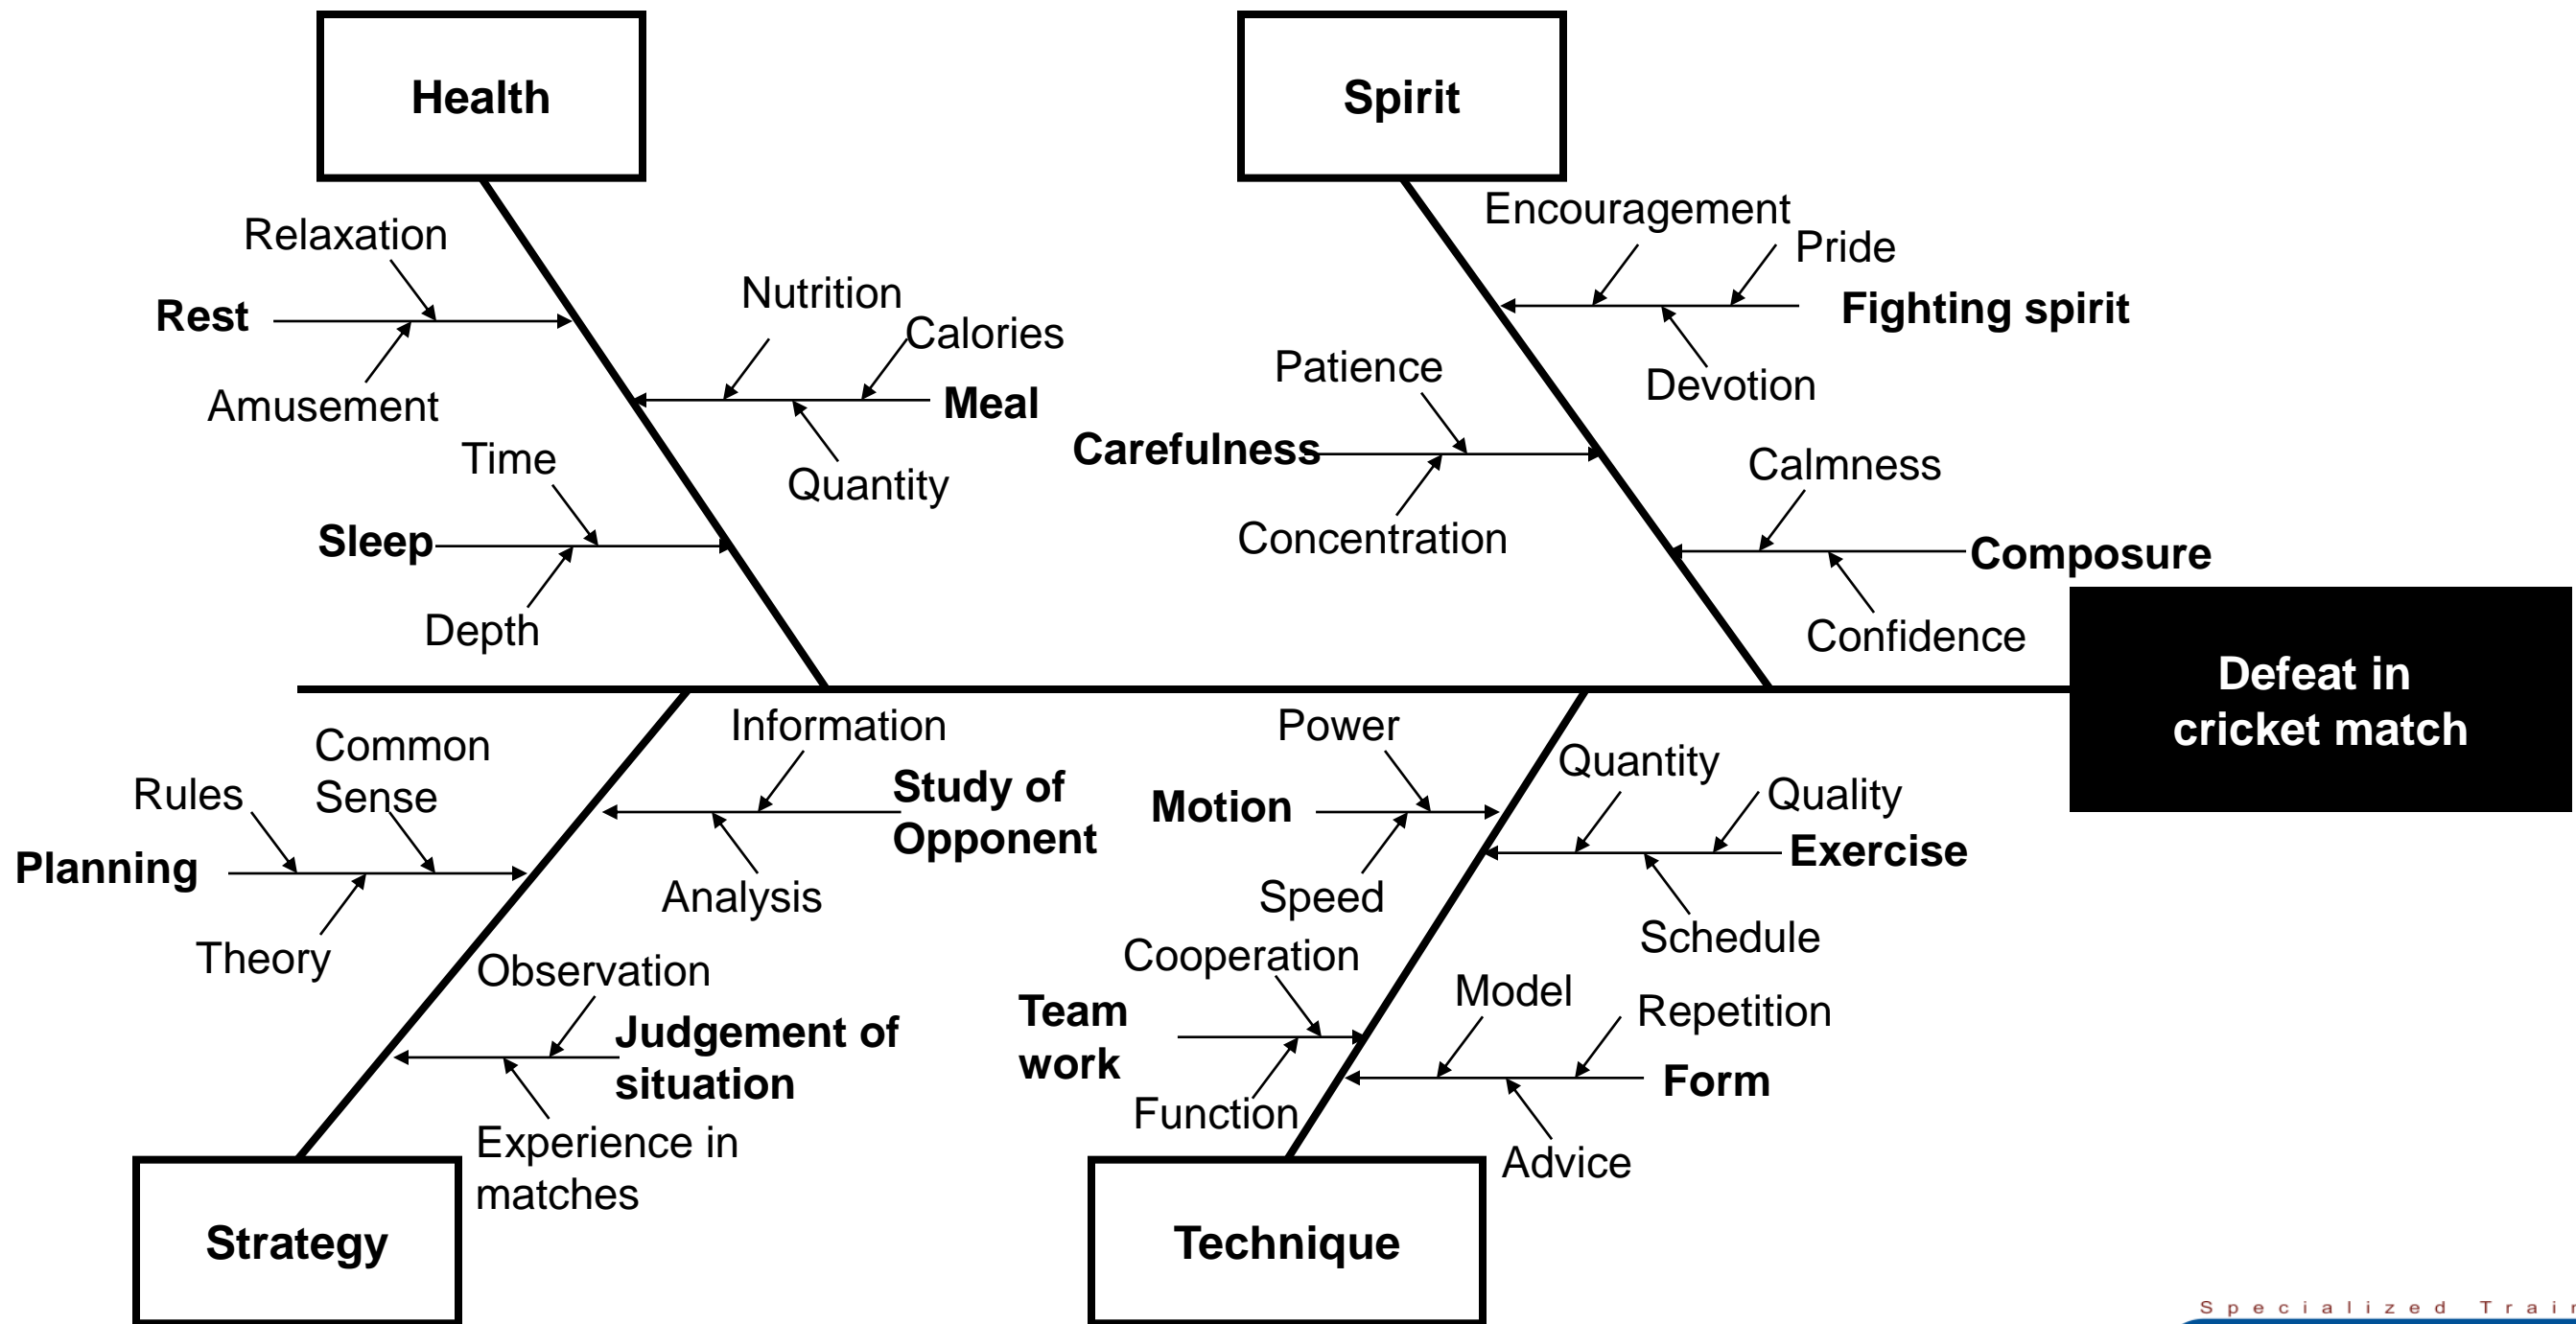 Health
Spirit
Relaxation
Rest
Amusement
Nutrition
Calories
Meal
Quantity
Time
Sleep
Depth
Encouragement
Pride
Fighting spirit
Devotion
Patience
Carefulness
Concentration
Calmness
Composure
Confidence
Defeat in
cricket match
Information
Study of
Opponent
Analysis
Common
Sense
Rules
Planning
Theory
Observation
Judgement of
situation
Experience in
matches
Strategy
Power
Motion
Speed
Quantity
Quality
Exercise
Schedule
Cooperation
Team
work
Function
Model
Repetition
Form
Advice
Technique
Specialized